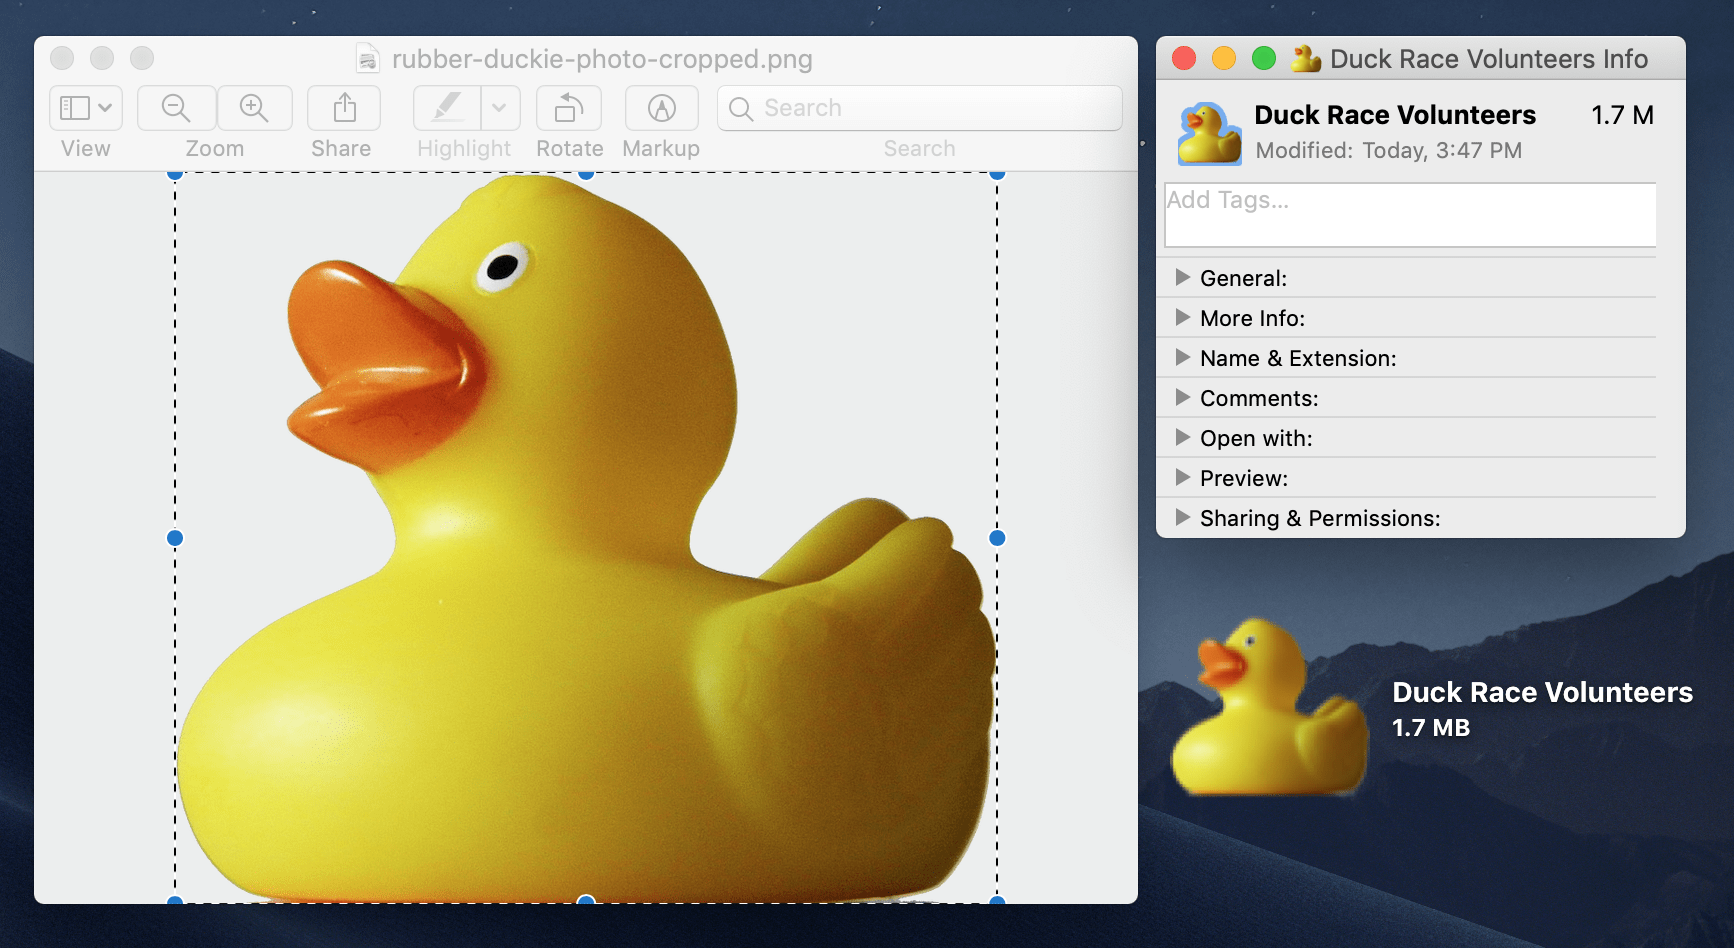 rubber-duckie-photo-cropped.png
View
Zoom
Share
Highlight
Rotate
Markup
Search
Search
Duck Race Volunteers Info
Duck Race Volunteers 1.7 M
Modified: Today, 3:47 PM
Add Tags...
General:
More Info:
Name & Extension:
Comments:
Open with:
Preview:
Sharing & Permissions:
Duck Race Volunteers
1.7 MB